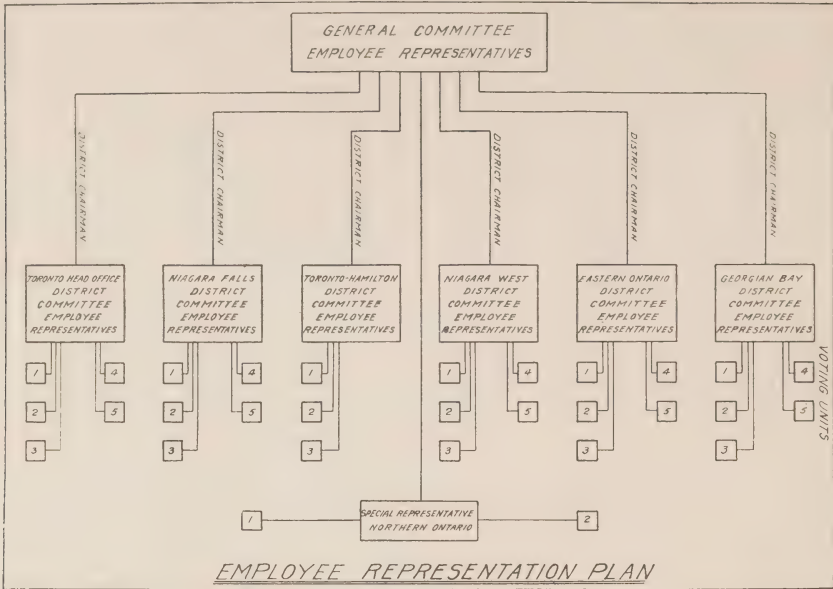 GENERAL COMMITTEE
EMPLOYEE REPRESENTATIVES
DISTRICT CHAIRMAN
DISTRICT CHAIRMAN
DISTRICT CHAIRMAN
DISTRICT CHAIRMAN
DISTRICT CHAIRMAN
DISTRICT CHAIRMAN
TORONTO HEAD OFFICE
DISTRICT
COMMITTEE
EMPLOYEE
REPRESENTATIVES
NIAGARA FALLS
DISTRICT
COMMITTEE
EMPLOYEE
REPRESENTATIVES
TORONTO-HAMILTON
DISTRICT
COMMITTEE
EMPLOYEE
REPRESENTATIVES
NIAGARA WEST
DISTRICT
COMMITTEE
EMPLOYEE
REPRESENTATIVES
EASTERN ONTARIO
DISTRICT
COMMITTEE
EMPLOYEE
REPRESENTATIVES
GEORGIAN BAY
DISTRICT
COMMITTEE
EMPLOYEE
REPRESENTATIVES
1 4
2 5
3
1 4
2 5
3
1
2
3
1 4
2 5
3
1 4
2 5
3
1 4
2 5
3
VOTING UNITS
1
SPECIAL REPRESENTATIVE
NORTHERN ONTARIO
2
EMPLOYEE REPRESENTATION PLAN